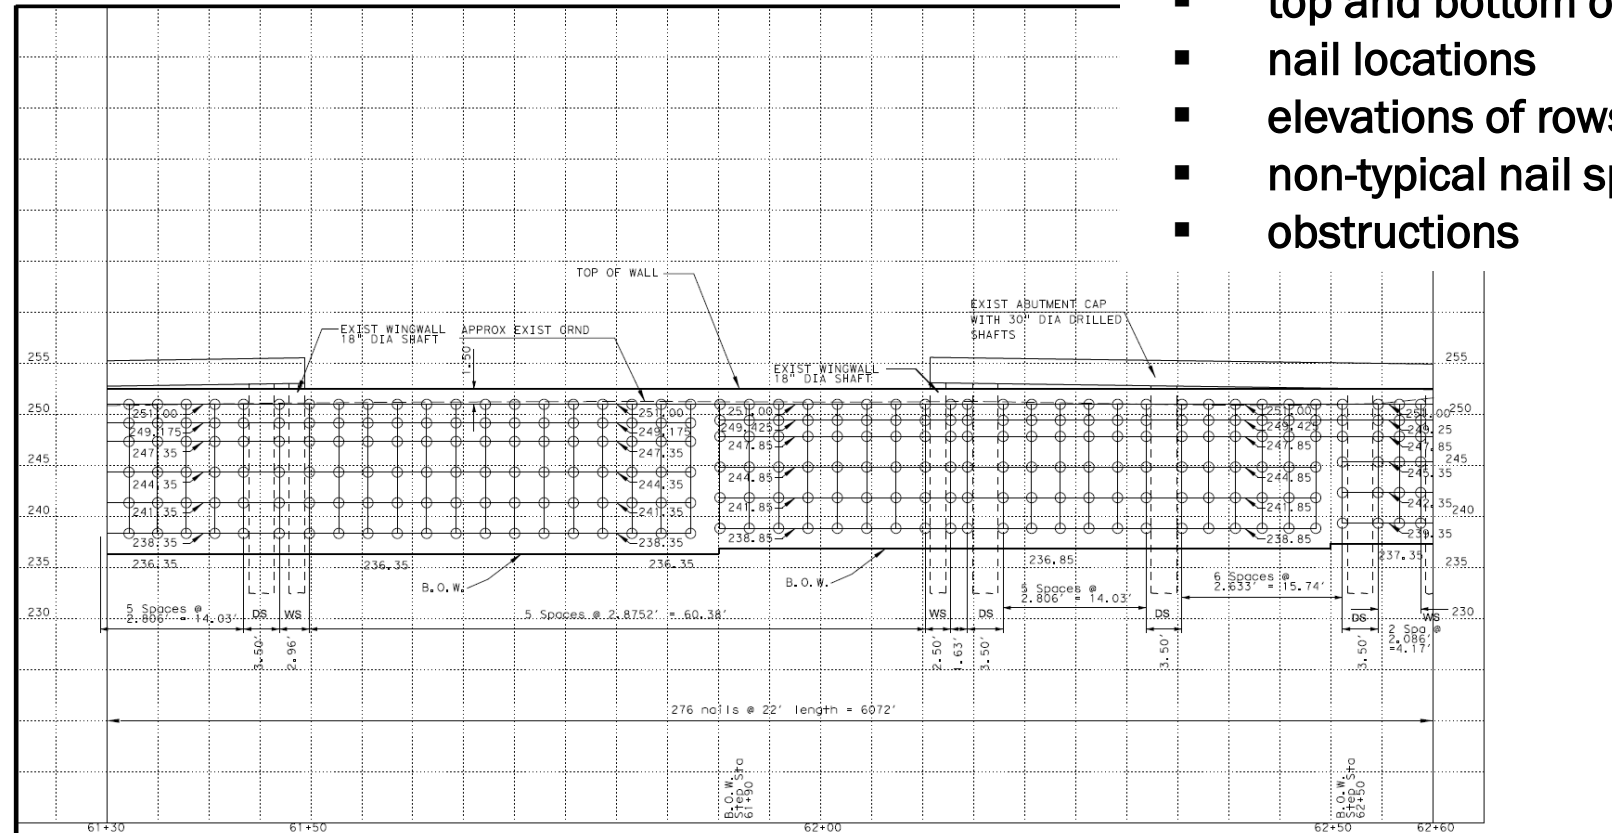 top and bottom o
nail locations
elevations of rows
non-typical nail sp
obstructions
TOP OF WALL
EXIST ABUTMENT CAP
WITH 30" DIA DRILLED
SHAFTS
EXIST WINGWALL
18" DIA SHAFT
APPROX EXIST GRND
1.50
EXIST WINGWALL
18" DIA SHAFT
255
255
250
250
251.00
251.00
251.00
251.00
251.00
249.175
249.175
249.425
249.425
249.25
247.35
247.35
247.85
247.85
247.85
245
245
244.35
244.35
244.85
244.85
245.35
241.35
241.35
241.85
241.85
242.35
240
240
238.35
238.35
238.85
238.85
239.35
236.35
236.35
236.35
236.85
237.35
235
235
B.O.W.
B.O.W.
230
230
5 Spaces @
2.806' = 14.03'
DS
WS
5 Spaces @ 2.8752' = 60.38'
WS
DS
5 Spaces @
2.806' = 14.03'
DS
6 Spaces @
2.633' = 15.74'
DS
WS
2 Spa @
2.086'
=4.17'
3.50'
2.96'
2.50'
1.63'
3.50'
3.50'
3.50'
276 nails @ 22' length = 6072'
B.O.W.
Step Sta
61+90
B.O.W.
Step Sta
62+50
61+30
61+50
62+00
62+50
62+60